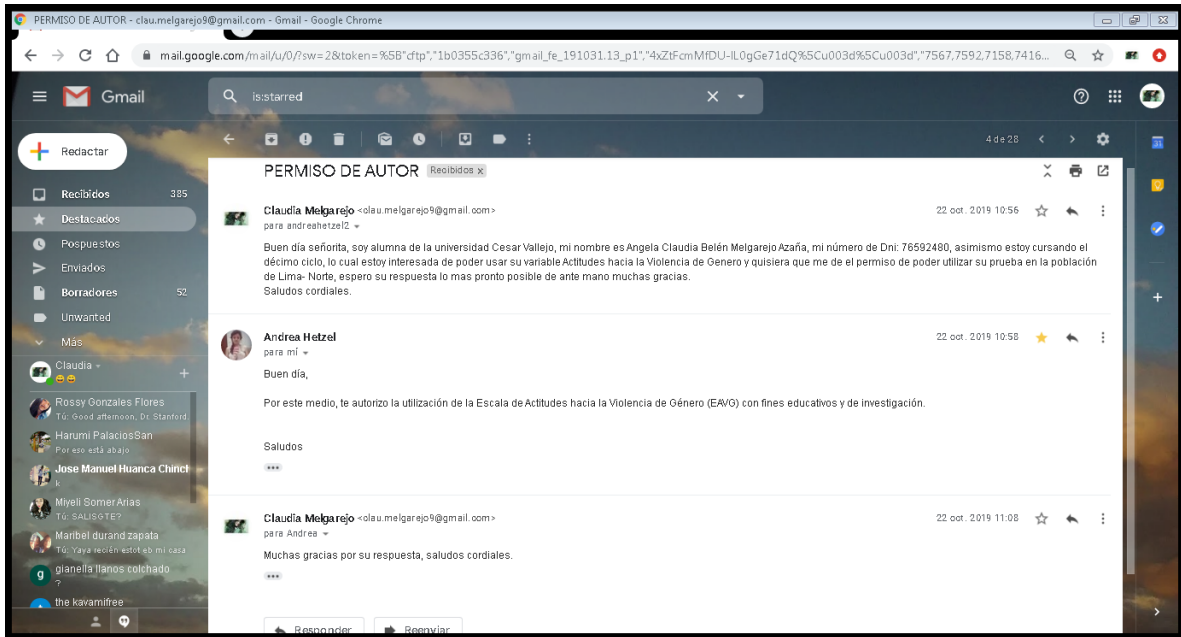 PERMISO DE AUTOR - clau.melgarejo9@gmail.com - Gmail - Google Chrome
mail.google.com/mail/u/0/?sw=2&token=%5B"cftp","1b0355c336","gmail_fe_191031.13_p1","4xZtFcmMfDU-IL0gGe71dQ%5Cu003d%5Cu003d","7567,7592,7158,7416...
Gmail
is:starred
Redactar
4 de 28
Recibidos 385
Destacados
Pospuestos
Enviados
Borradores 52
Unwanted
Más
Claudia
Rossy Gonzales Flores
Tú: Good afternoon, Dr. Stanford
Harumi PalaciosSan
Por eso está abajo
Jose Manuel Huanca Chincl
k
Miyeli Somer Arias
Tú: SALISGTE?
Maribel durand zapata
Tú: Yaya recién estot eb mi casa
g
gianella llanos colchado
?
the kavamifree
PERMISO DE AUTOR Recibidos x
Claudia Melgarejo <clau.melgarejo9@gmail.com> 22 oct. 2019 10:56
para andreahetzel2
Buen día señorita, soy alumna de la universidad Cesar Vallejo, mi nombre es Angela Claudia Belén Melgarejo Azaña, mi número de Dni: 76592480, asimismo estoy cursando el
décimo ciclo, lo cual estoy interesada de poder usar su variable Actitudes hacia la Violencia de Genero y quisiera que me de el permiso de poder utilizar su prueba en la población
de Lima- Norte, espero su respuesta lo mas pronto posible de ante mano muchas gracias.
Saludos cordiales.
Andrea Hetzel 22 oct. 2019 10:58
para mí
Buen día,
Por este medio, te autorizo la utilización de la Escala de Actitudes hacia la Violencia de Género (EAVG) con fines educativos y de investigación.
Saludos
Claudia Melgarejo <clau.melgarejo9@gmail.com> 22 oct. 2019 11:08
para Andrea
Muchas gracias por su respuesta, saludos cordiales.
Responder Reenviar
31